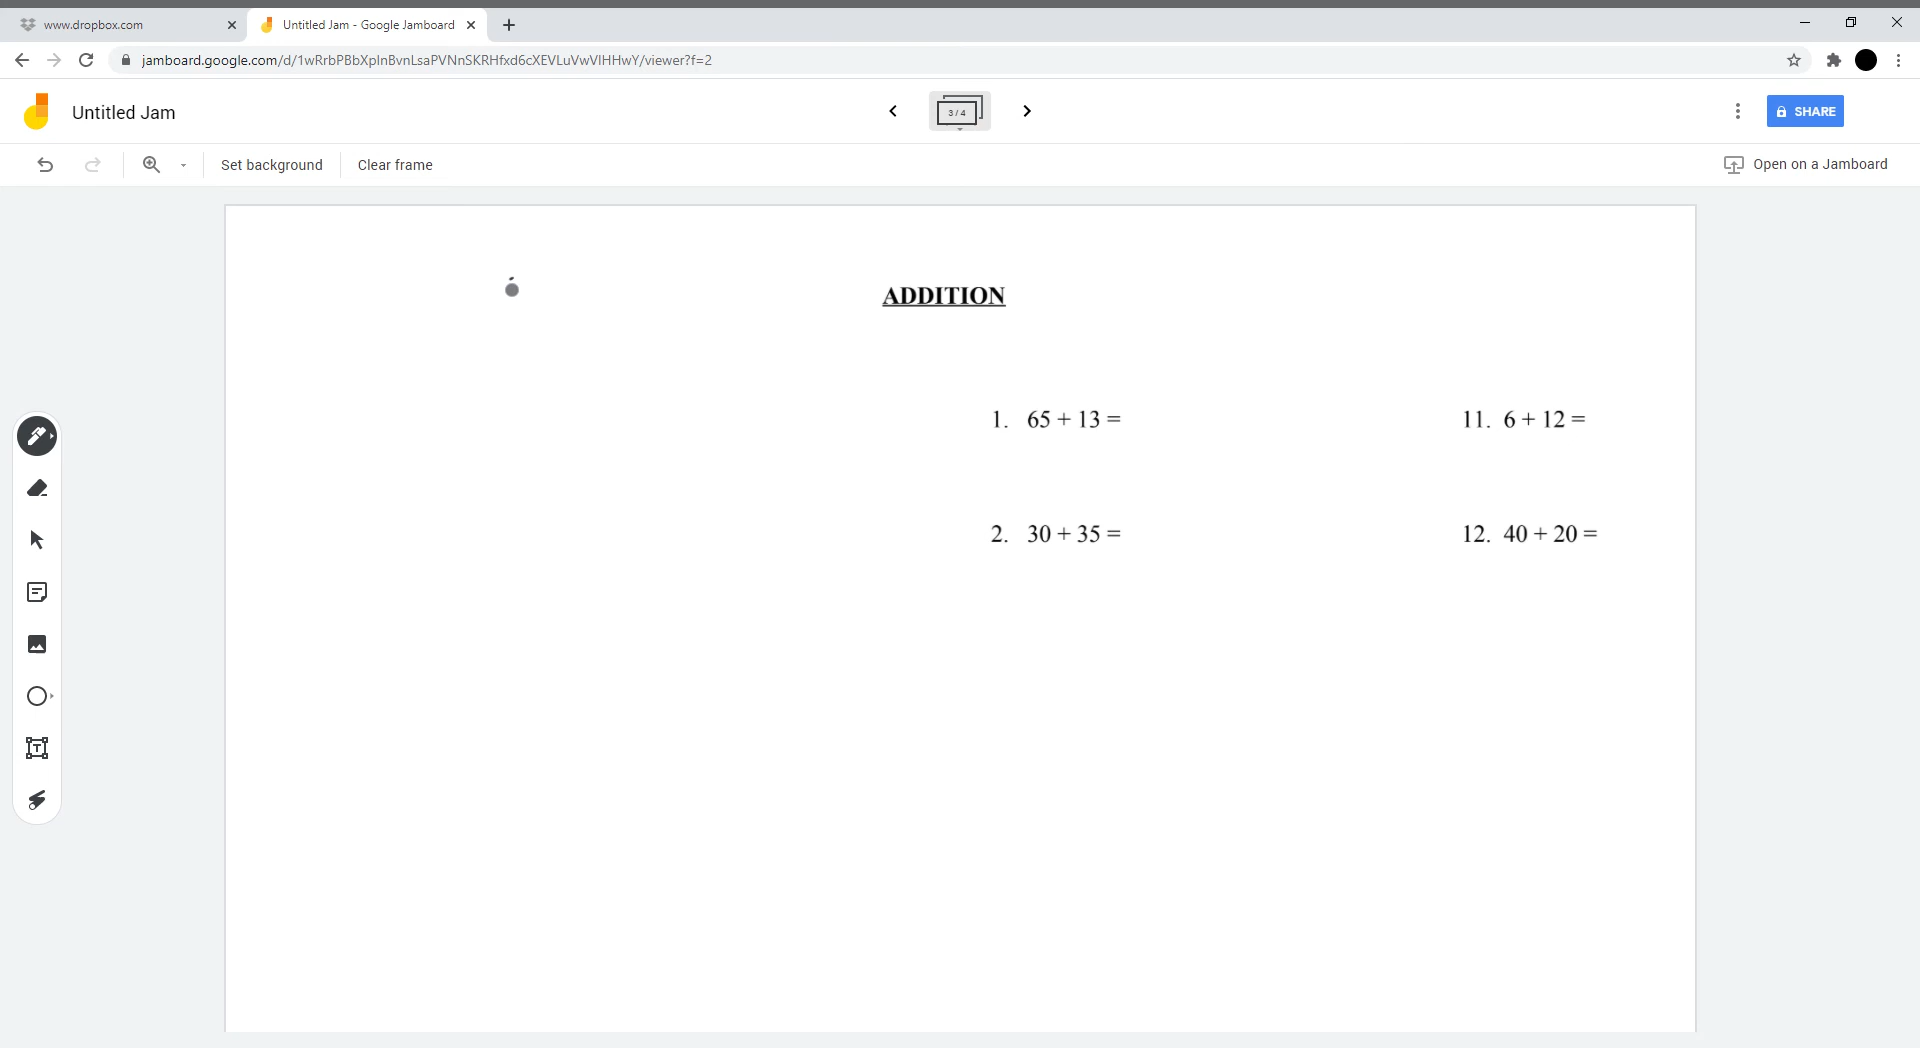 www.dropbox.com
Untitled Jam - Google Jamboard
jamboard.google.com/d/1wRrbPBbXpInBvnLsaPVNnSKRHfxd6cXEVLuVwVIHHwY/viewer?f=2
Untitled Jam
3 / 4
SHARE
Set background
Clear frame
Open on a Jamboard
ADDITION
1. 65 + 13 =
11. 6 + 12 =
2. 30 + 35 =
12. 40 + 20 =